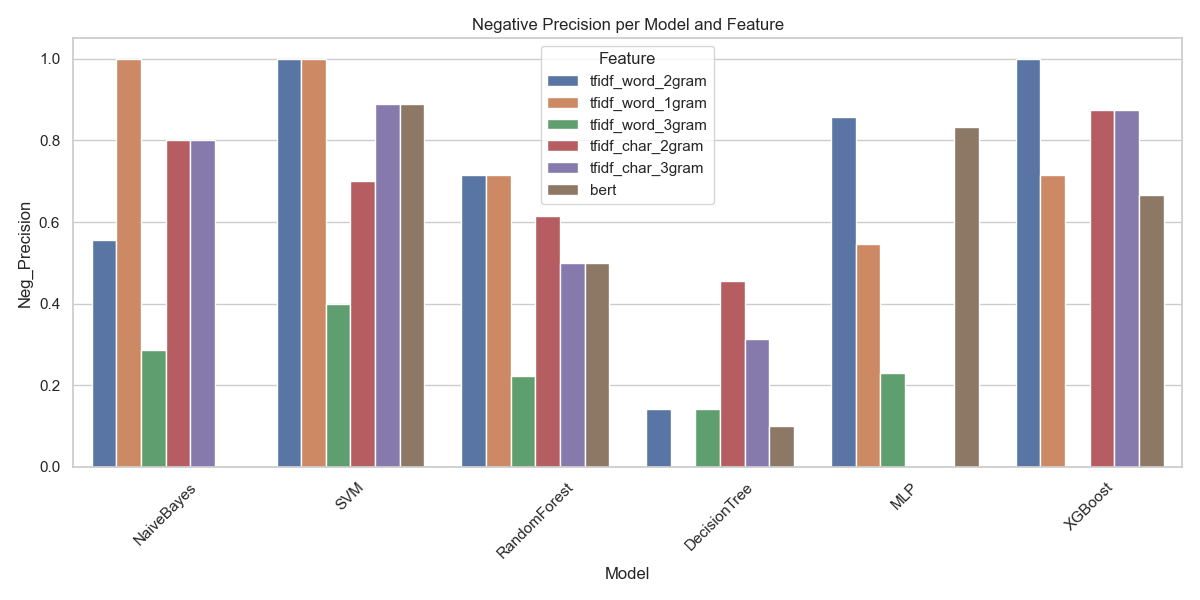 Negative Precision per Model and Feature
Feature
tfidf_word_2gram
tfidf_word_1gram
tfidf_word_3gram
tfidf_char_2gram
tfidf_char_3gram
bert
Neg_Precision
1.0
0.8
0.6
0.4
0.2
0.0
NaiveBayes
SVM
RandomForest
DecisionTree
MLP
XGBoost
Model